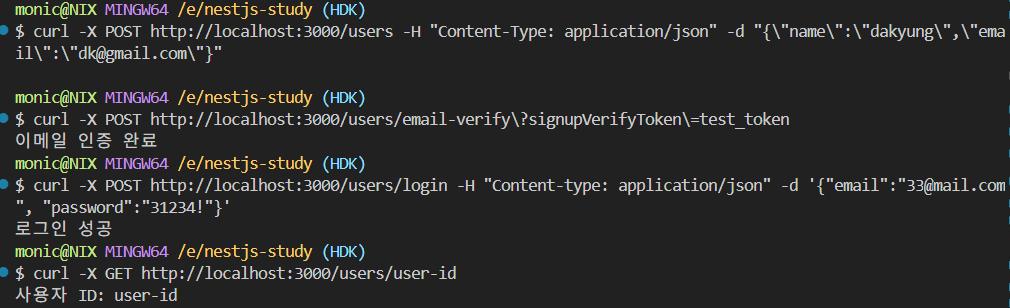 monic@NIX MINGW64 /e/nestjs-study (HDK)
$ curl -X POST http://localhost:3000/users -H "Content-Type: application/json" -d "{\"name\":\"dakyung\",\"ema
il\":\"dk@gmail.com\"}"
monic@NIX MINGW64 /e/nestjs-study (HDK)
$ curl -X POST http://localhost:3000/users/email-verify\?signupVerifyToken\=test_token
이메일 인증 완료
monic@NIX MINGW64 /e/nestjs-study (HDK)
$ curl -X POST http://localhost:3000/users/login -H "Content-type: application/json" -d '{"email":"33@mail.com
", "password":"31234!"}'
로그인 성공
monic@NIX MINGW64 /e/nestjs-study (HDK)
$ curl -X GET http://localhost:3000/users/user-id
사용자 ID: user-id